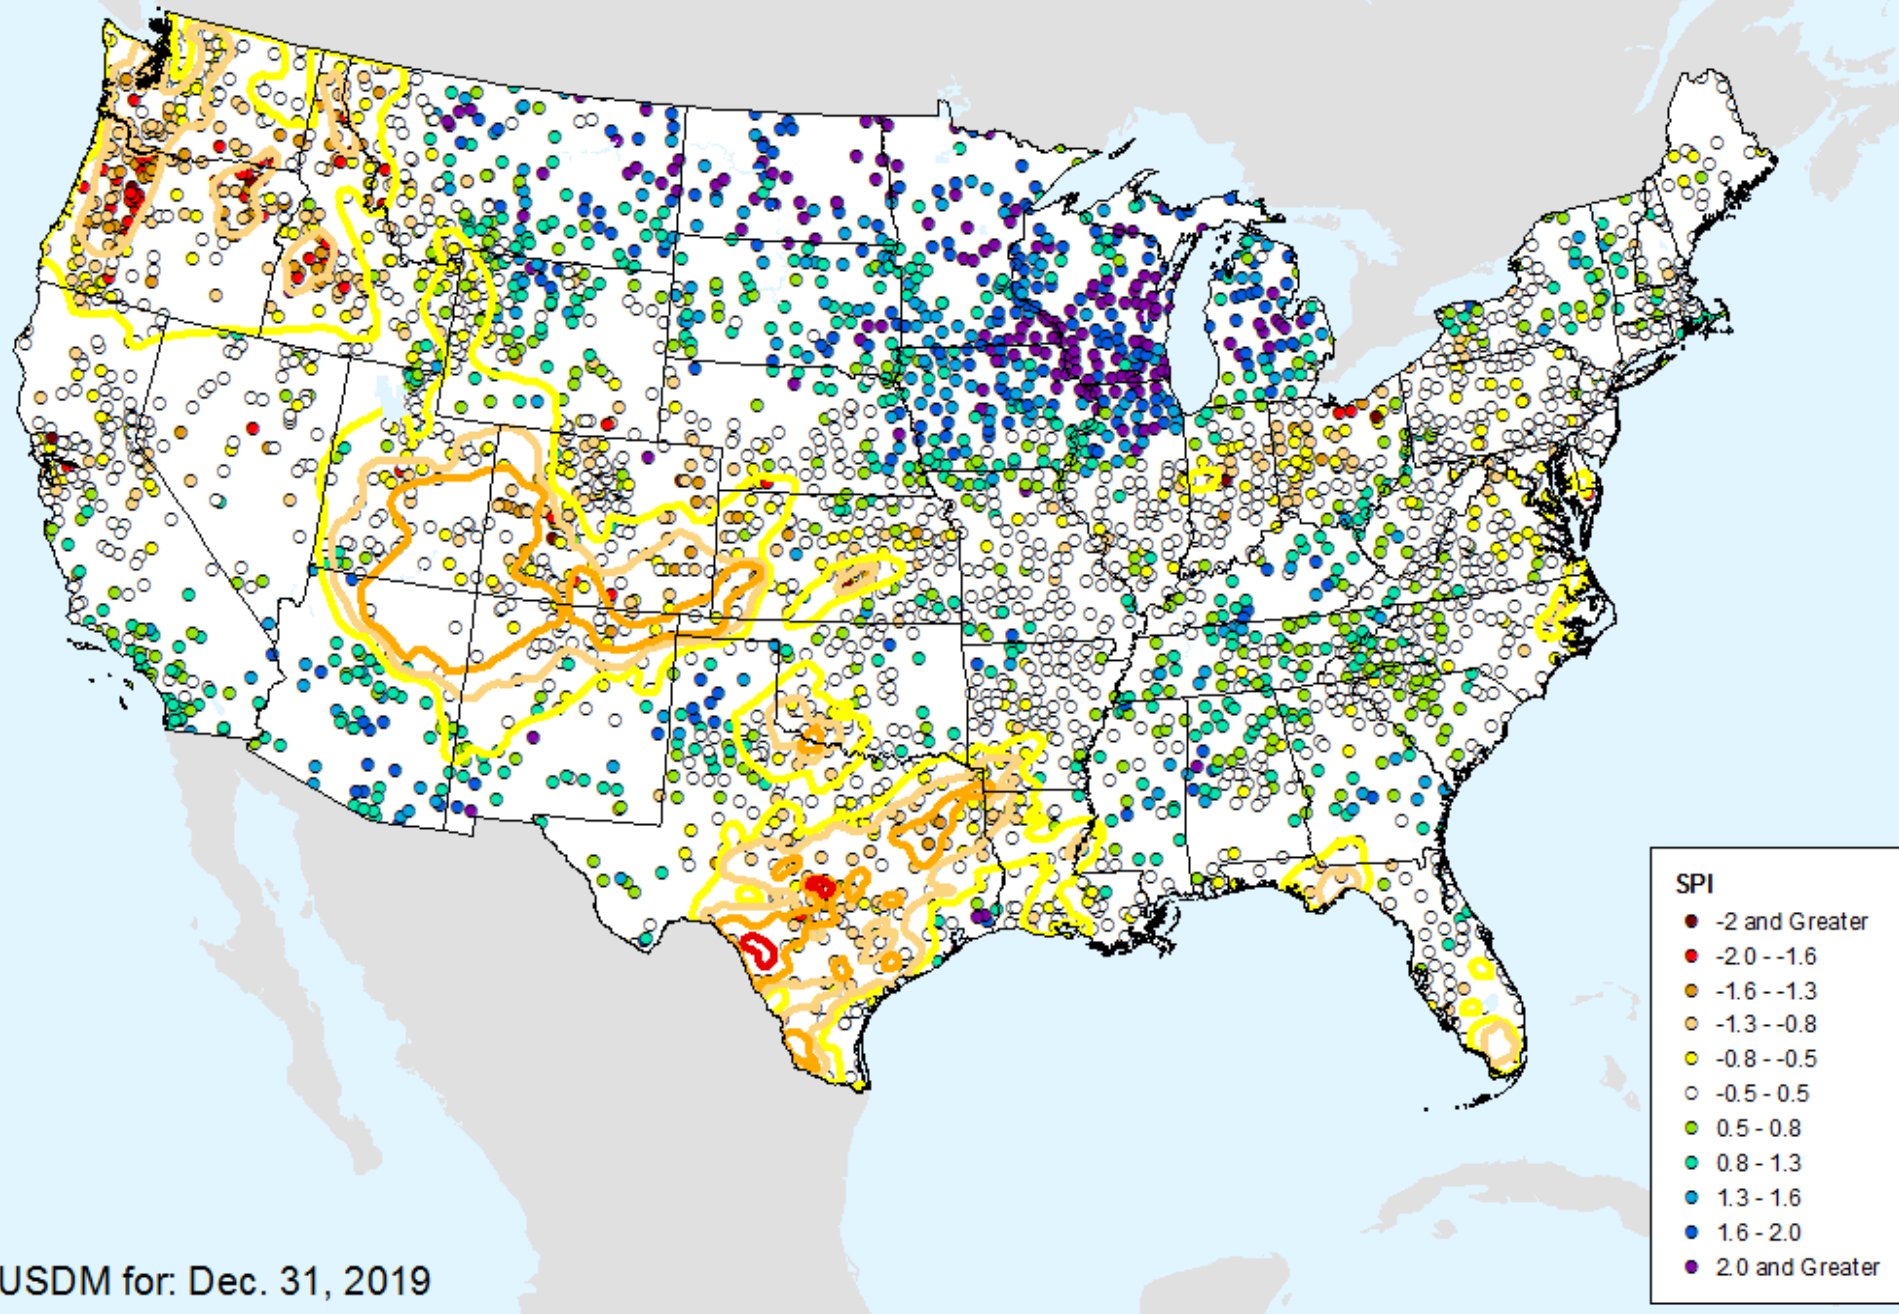 SPI
-2 and Greater
-2.0 - -1.6
-1.6 - -1.3
-1.3 - -0.8
-0.8 - -0.5
-0.5 - 0.5
0.5 - 0.8
0.8 - 1.3
1.3 - 1.6
1.6 - 2.0
2.0 and Greater
USDM for: Dec. 31, 2019